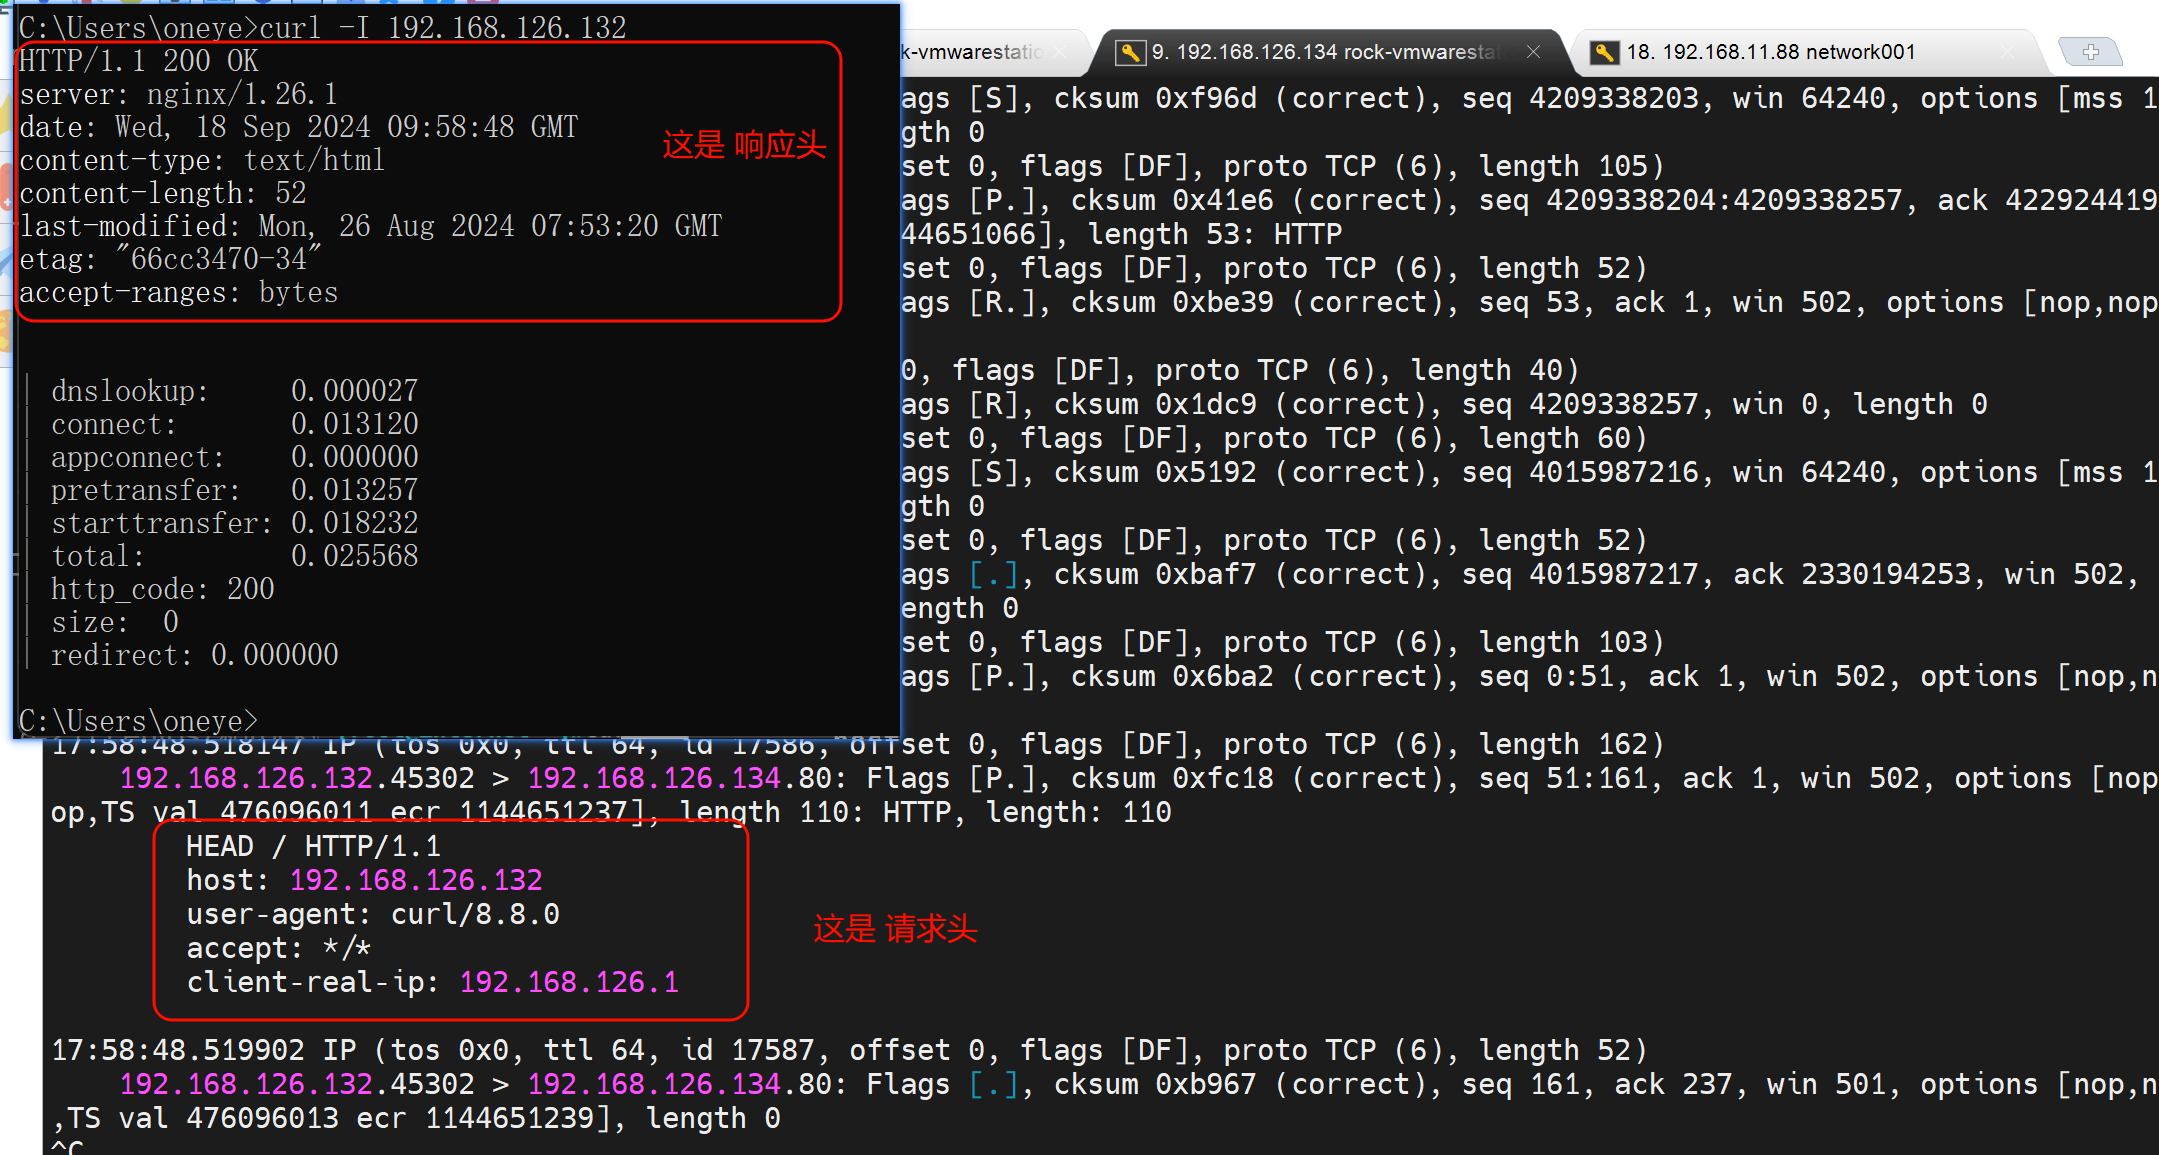 C:\Users\oneye>curl -I 192.168.126.132
HTTP/1.1 200 OK
server: nginx/1.26.1
date: Wed, 18 Sep 2024 09:58:48 GMT
content-type: text/html
content-length: 52
last-modified: Mon, 26 Aug 2024 07:53:20 GMT
etag: "66cc3470-34"
accept-ranges: bytes
这是 响应头
| dnslookup: 0.000027
| connect: 0.013120
| appconnect: 0.000000
| pretransfer: 0.013257
| starttransfer: 0.018232
| total: 0.025568
| http_code: 200
| size: 0
| redirect: 0.000000
C:\Users\oneye>
k-vmwarestatio
9. 192.168.126.134 rock-vmwarestat
18. 192.168.11.88 network001
ags [S], cksum 0xf96d (correct), seq 4209338203, win 64240, options [mss 1
gth 0
set 0, flags [DF], proto TCP (6), length 105)
ags [P.], cksum 0x41e6 (correct), seq 4209338204:4209338257, ack 422924419
44651066], length 53: HTTP
set 0, flags [DF], proto TCP (6), length 52)
ags [R.], cksum 0xbe39 (correct), seq 53, ack 1, win 502, options [nop,nop
0, flags [DF], proto TCP (6), length 40)
ags [R], cksum 0x1dc9 (correct), seq 4209338257, win 0, length 0
set 0, flags [DF], proto TCP (6), length 60)
ags [S], cksum 0x5192 (correct), seq 4015987216, win 64240, options [mss 1
gth 0
set 0, flags [DF], proto TCP (6), length 52)
ags [.], cksum 0xbaf7 (correct), seq 4015987217, ack 2330194253, win 502,
ength 0
set 0, flags [DF], proto TCP (6), length 103)
ags [P.], cksum 0x6ba2 (correct), seq 0:51, ack 1, win 502, options [nop,n
17:58:48.518147 IP (tos 0x0, ttl 64, id 17586, offset 0, flags [DF], proto TCP (6), length 162)
192.168.126.132.45302 > 192.168.126.134.80: Flags [P.], cksum 0xfc18 (correct), seq 51:161, ack 1, win 502, options [nop
op,TS val 476096011 ecr 1144651237], length 110: HTTP, length: 110
HEAD / HTTP/1.1
host: 192.168.126.132
user-agent: curl/8.8.0
accept: */*
client-real-ip: 192.168.126.1
这是 请求头
17:58:48.519902 IP (tos 0x0, ttl 64, id 17587, offset 0, flags [DF], proto TCP (6), length 52)
192.168.126.132.45302 > 192.168.126.134.80: Flags [.], cksum 0xb967 (correct), seq 161, ack 237, win 501, options [nop,n
,TS val 476096013 ecr 1144651239], length 0
^C